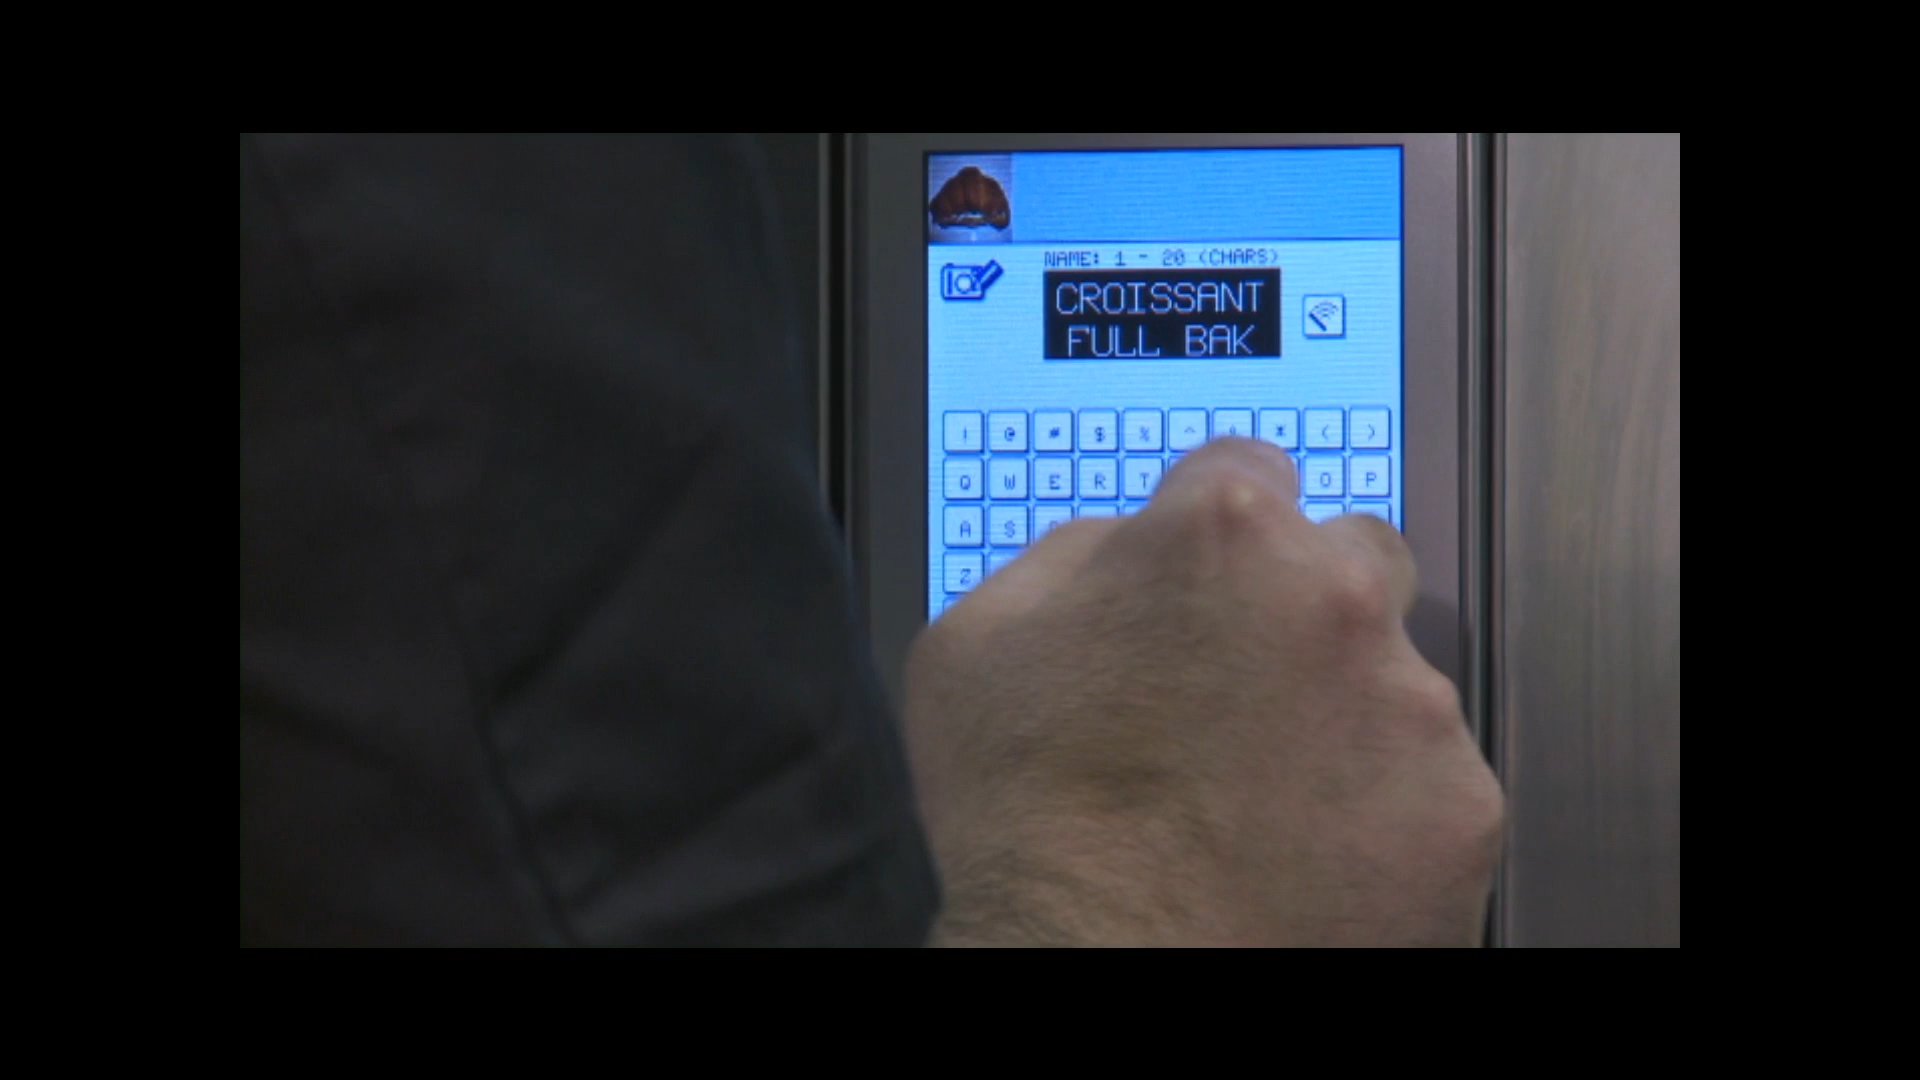 NAME: 1 - 20 (CHARS)
CROISSANT
FULL BAK
! @ # $ % ^ & * ( )
Q W E R T O P
A S
Z